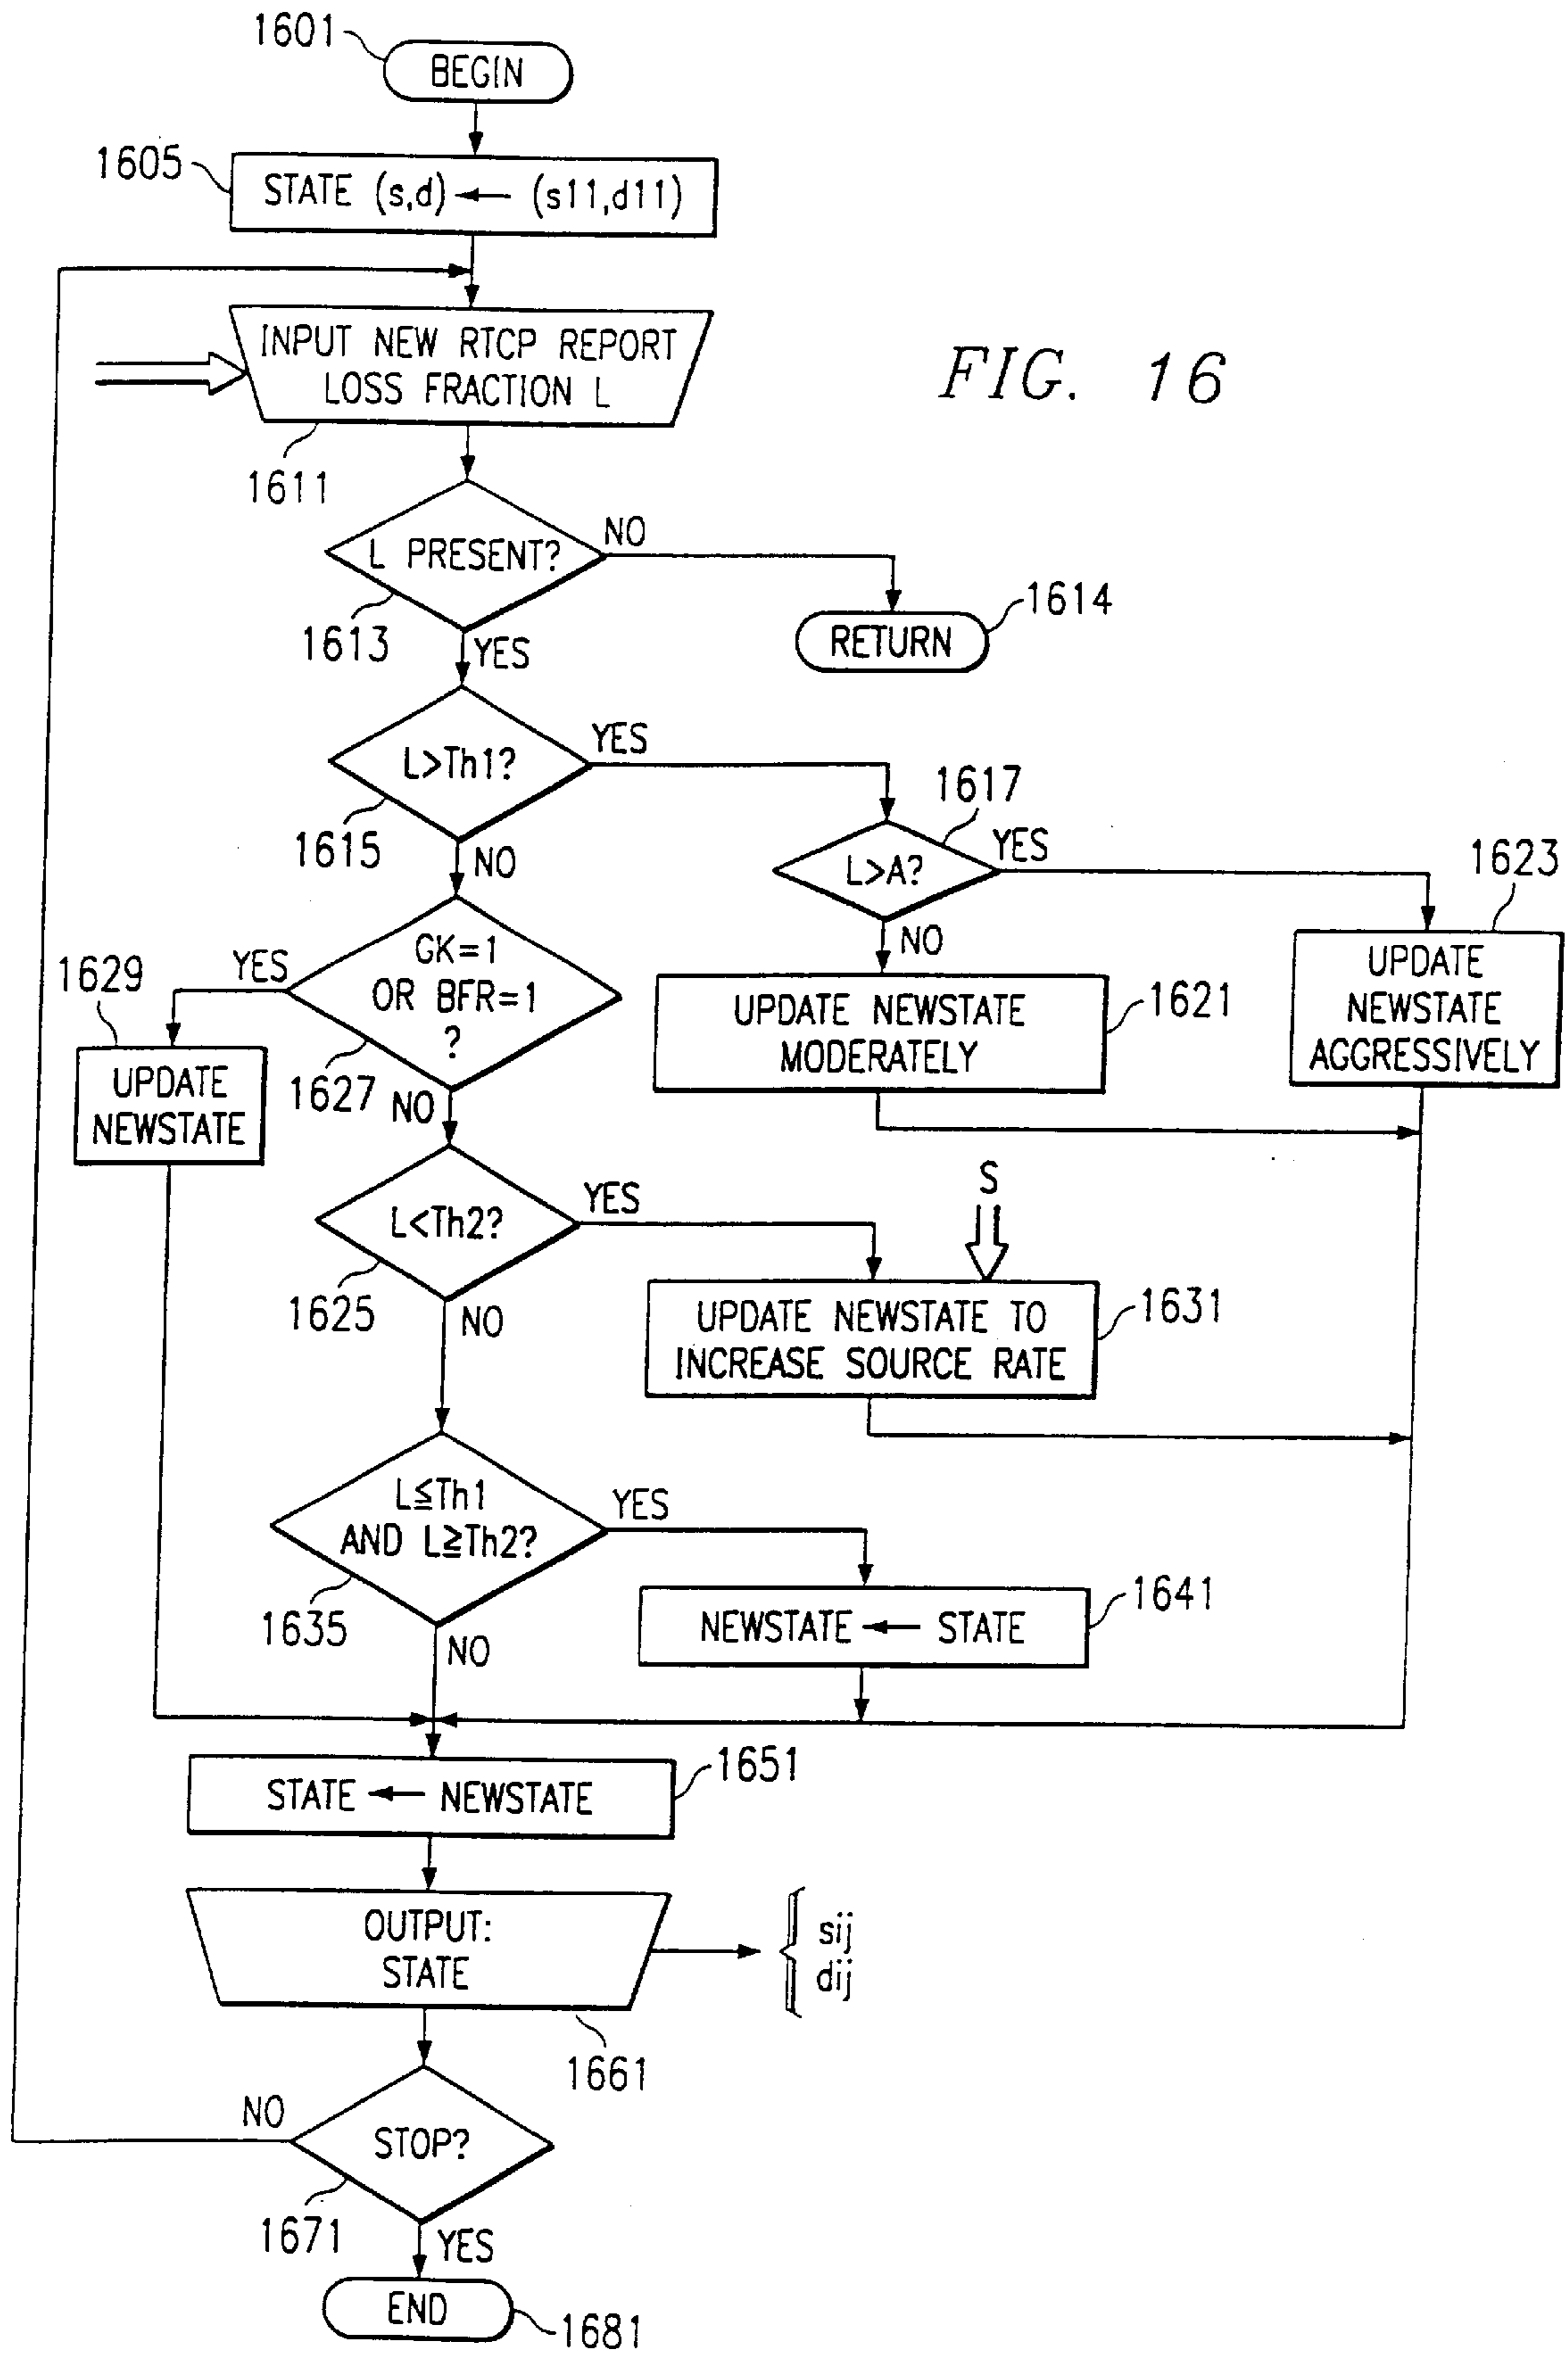 1601
BEGIN
1605
STATE (s,d) ← (s11,d11)
INPUT NEW RTCP REPORT
LOSS FRACTION L
FIG. 16
1611
L PRESENT?
NO
1613
YES
1614
RETURN
L>Th1?
YES
1615
NO
1617
L>A?
YES
NO
1623
UPDATE
NEWSTATE
AGGRESSIVELY
GK=1
OR BFR=1
?
YES
1629
1627
NO
UPDATE NEWSTATE
MODERATELY
1621
UPDATE
NEWSTATE
L<Th2?
YES
S
1625
NO
UPDATE NEWSTATE TO
INCREASE SOURCE RATE
1631
L≦Th1
AND L≧Th2?
YES
1635
NO
NEWSTATE ← STATE
1641
STATE ← NEWSTATE
1651
OUTPUT:
STATE
sij
dij
1661
NO
STOP?
1671
YES
END
1681